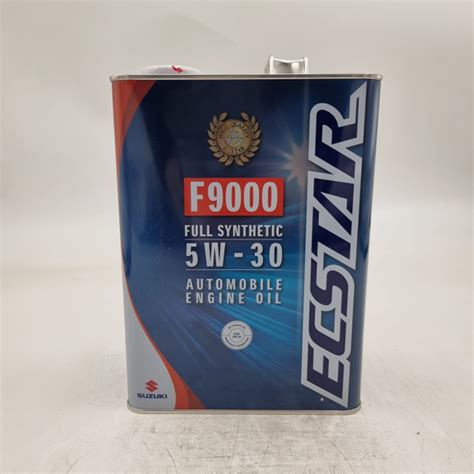 F9000
FULL SYNTHETIC
5W-30
AUTOMOBILE
ENGINE OIL
ECSTAR
SUZUKI